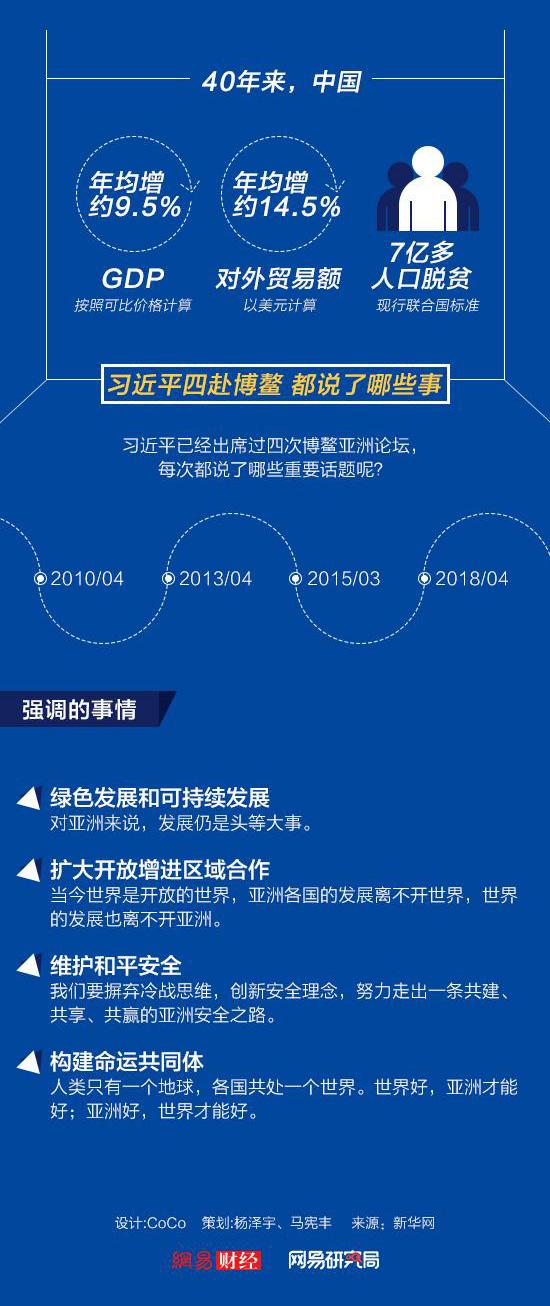 40年来，中国
年均增
约9.5%
GDP
按照可比价格计算
年均增
约14.5%
对外贸易额
以美元计算
7亿多
人口脱贫
现行联合国标准
习近平四赴博鳌 都说了哪些事
习近平已经出席过四次博鳌亚洲论坛，
每次都说了哪些重要话题呢？
2010/04 2013/04 2015/03 2018/04
强调的事情
绿色发展和可持续发展
对亚洲来说，发展仍是头等大事。
扩大开放增进区域合作
当今世界是开放的世界，亚洲各国的发展离不开世界，世界
的发展也离不开亚洲。
维护和平安全
我们要摒弃冷战思维，创新安全理念，努力走出一条共建、
共享、共赢的亚洲安全之路。
构建命运共同体
人类只有一个地球，各国共处一个世界。世界好，亚洲才能
好；亚洲好，世界才能好。
设计:CoCo 策划:杨泽宇、马宪丰 来源：新华网
網易财经 网易研究局